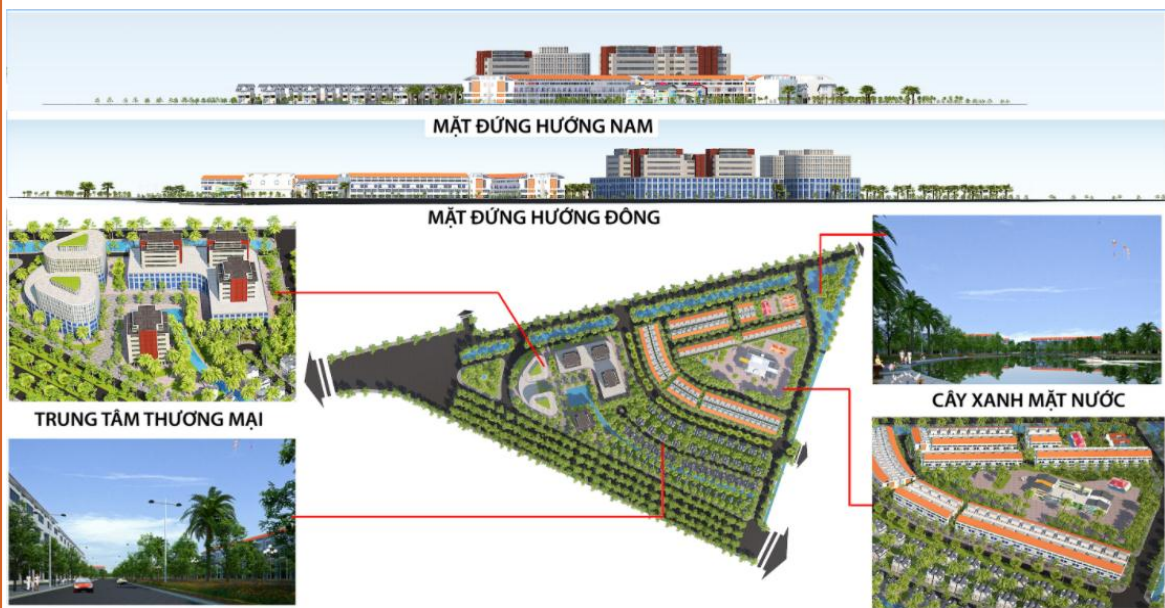 MẶT ĐỨNG HƯỚNG NAM
MẶT ĐỨNG HƯỚNG ĐÔNG
TRUNG TÂM THƯƠNG MẠI
CÂY XANH MẶT NƯỚC